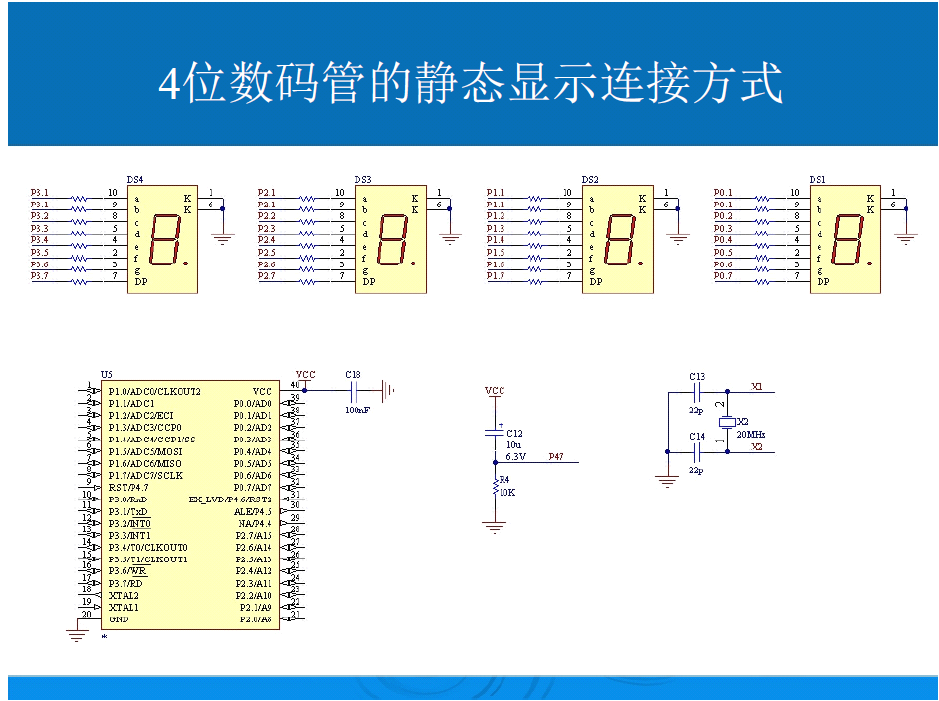 4位数码管的静态显示连接方式
DS4 DS3 DS2 DS1
P3.1 10 a K 1 P2.1 10 a K 1 P1.1 10 a K 1 P0.1 10 a K 1
P3.1 9 b K 6 P2.1 9 b K 6 P1.1 9 b K 6 P0.1 9 b K 6
P3.2 8 c P2.2 8 c P1.2 8 c P0.2 8 c
P3.3 5 d P2.3 5 d P1.3 5 d P0.3 5 d
P3.4 4 e P2.4 4 e P1.4 4 e P0.4 4 e
P3.5 2 f P2.5 2 f P1.5 2 f P0.5 2 f
P3.6 3 g P2.6 3 g P1.6 3 g P0.6 3 g
P3.7 7 DP P2.7 7 DP P1.7 7 DP P0.7 7 DP
U5
1 P1.0/ADC0/CLKOUT2 VCC 40
2 P1.1/ADC1 P0.0/AD0 39
3 P1.2/ADC2/ECI P0.1/AD1 38
4 P1.3/ADC3/CCP0 P0.2/AD2 37
5 P1.4/ADC4/CCP1/SS P0.3/AD3 36
6 P1.5/ADC5/MOSI P0.4/AD4 35
7 P1.6/ADC6/MISO P0.5/AD5 34
8 P1.7/ADC7/SCLK P0.6/AD6 33
9 RST/P4.7 P0.7/AD7 32
10 P3.0/RxD EX_LVD/P4.6/RST2 31
11 P3.1/TxD ALE/P4.5 30
12 P3.2/INT0 NA/P4.4 29
13 P3.3/INT1 P2.7/A15 28
14 P3.4/T0/CLKOUT0 P2.6/A14 27
15 P3.5/T1/CLKOUT1 P2.5/A13 26
16 P3.6/WR P2.4/A12 25
17 P3.7/RD P2.3/A11 24
18 XTAL2 P2.2/A10 23
19 XTAL1 P2.1/A9 22
20 GND P2.0/A8 21
*
VCC
C18
100nF
VCC
+
C12
10u
6.3V
P47
R4
10K
C13
22p
X1
2
X2
20MHz
1
C14
22p
X2